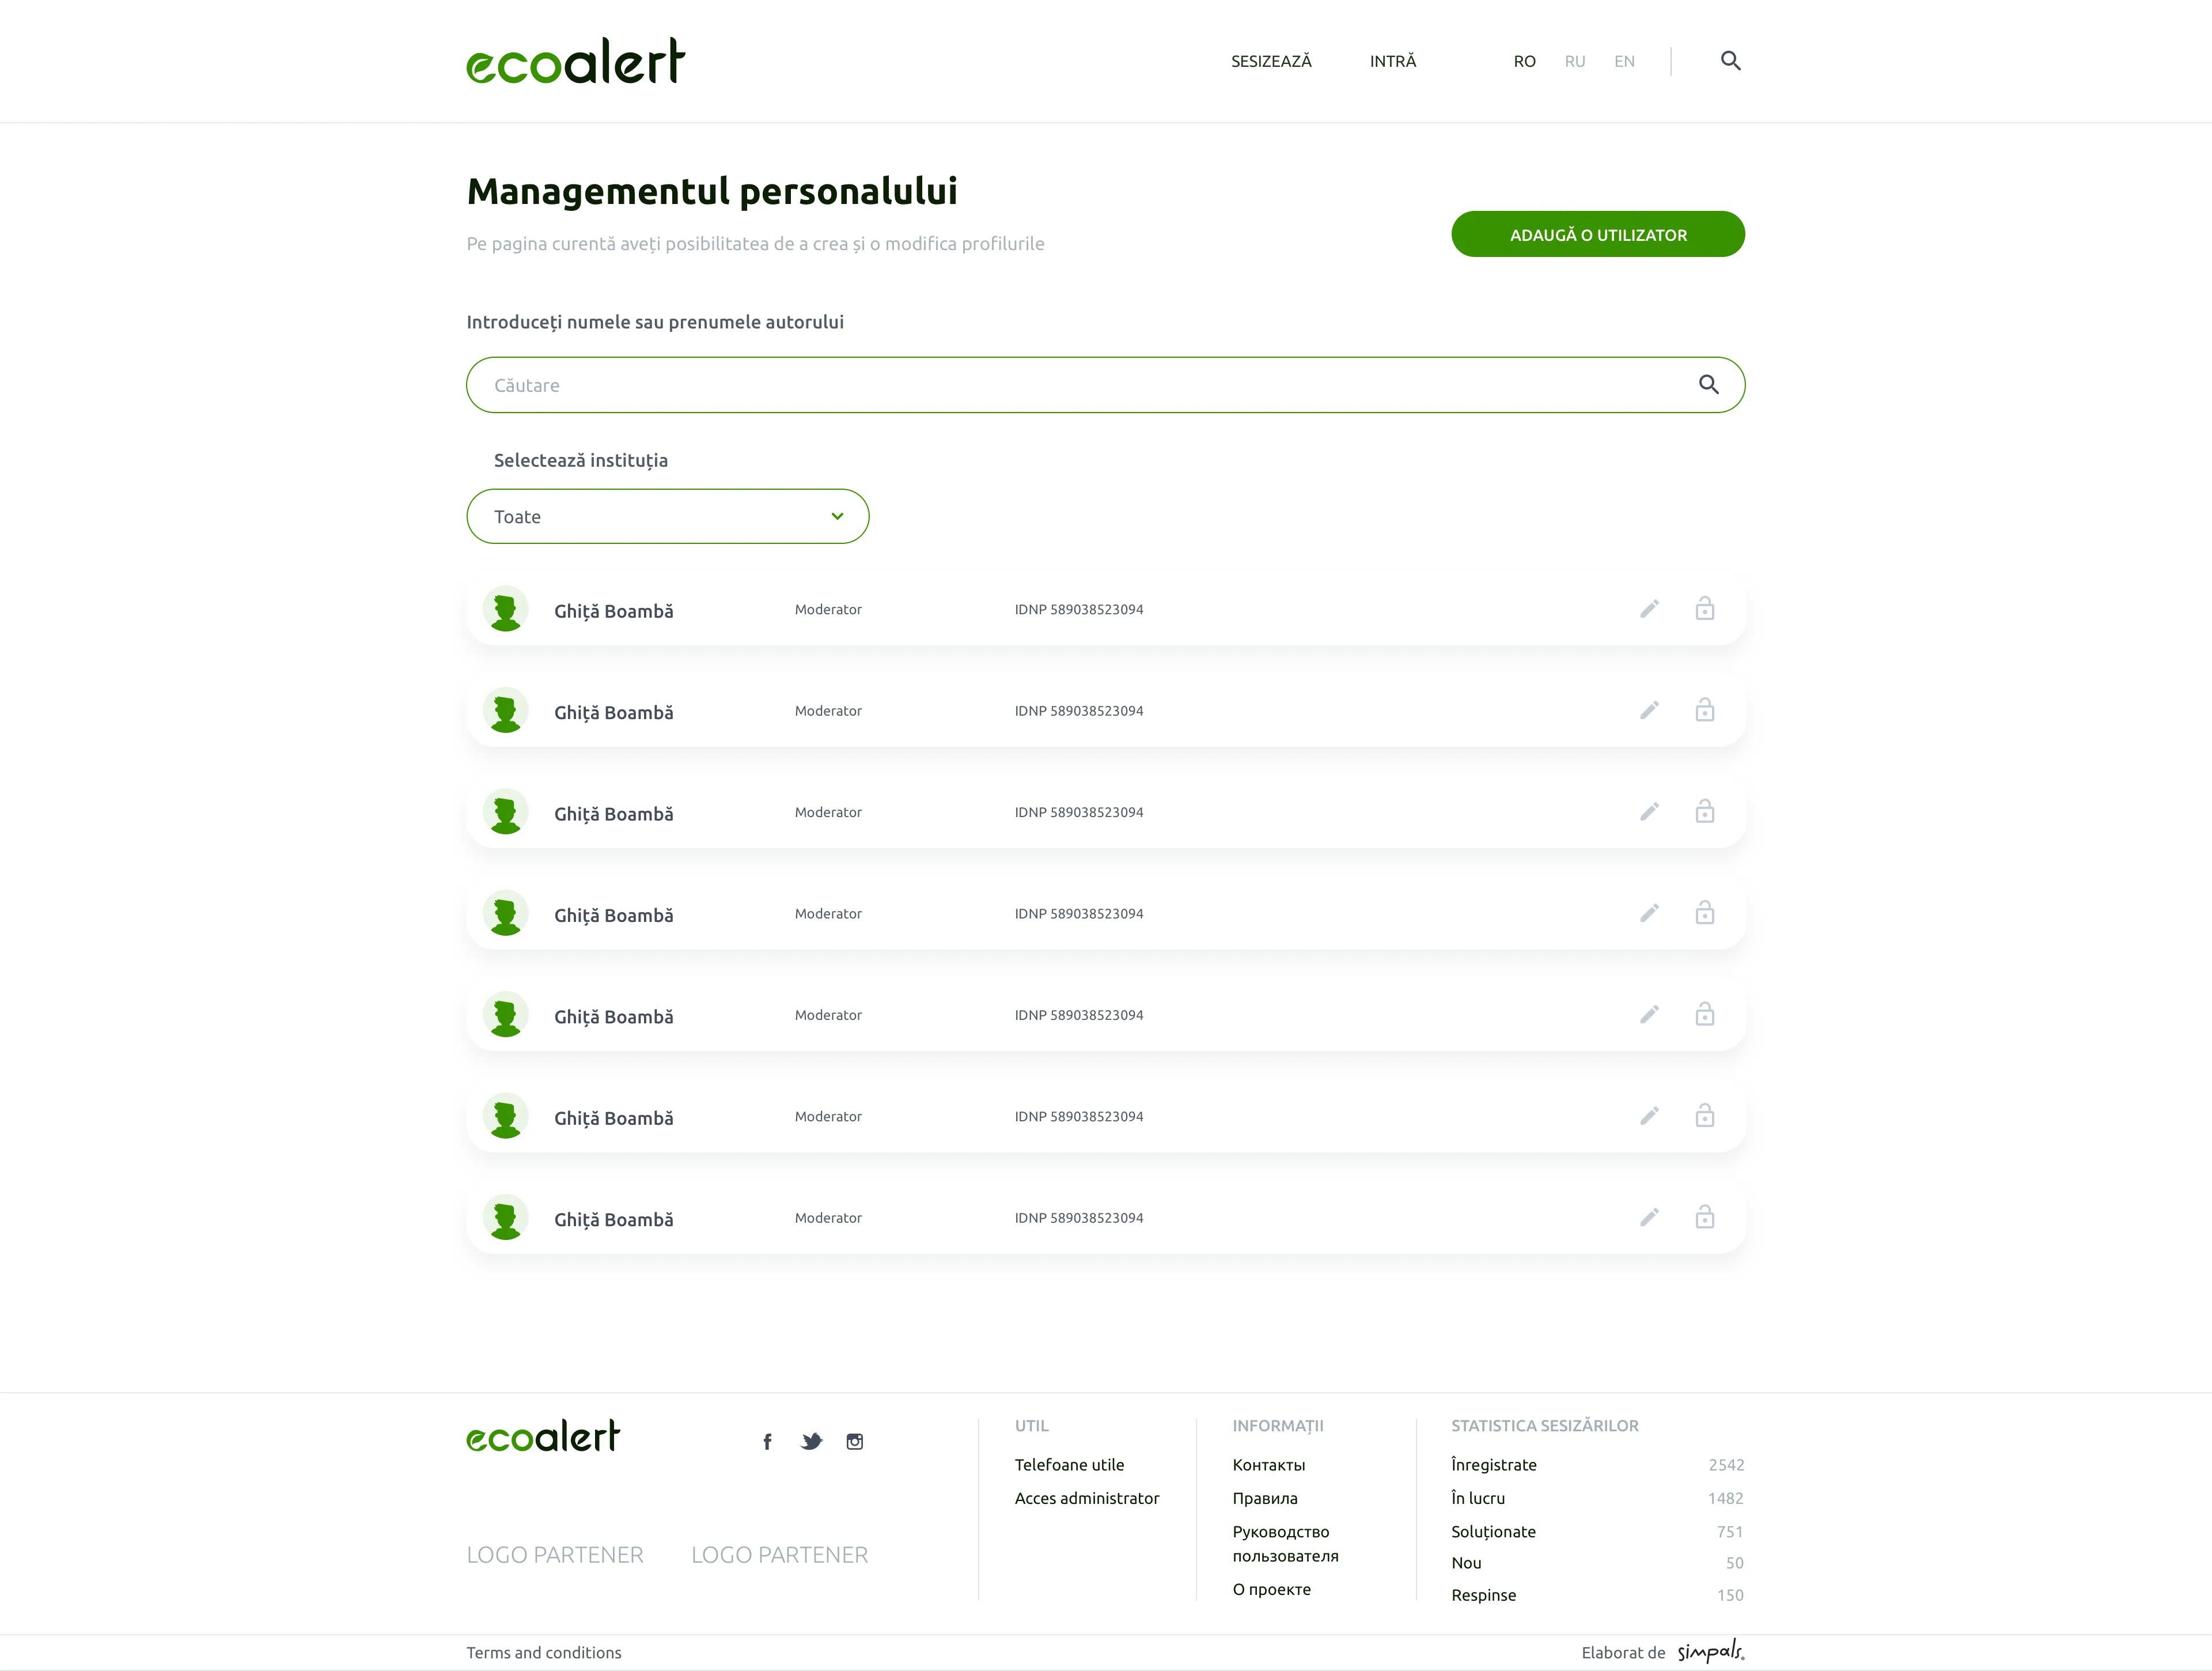 ecoalert
SESIZEAZĂ INTRĂ RO RU EN
Managementul personalului
Pe pagina curentă aveți posibilitatea de a crea și o modifica profilurile
ADAUGĂ O UTILIZATOR
Introduceți numele sau prenumele autorului
Căutare
Selectează instituția
Toate
Ghiță Boambă Moderator IDNP 589038523094
Ghiță Boambă Moderator IDNP 589038523094
Ghiță Boambă Moderator IDNP 589038523094
Ghiță Boambă Moderator IDNP 589038523094
Ghiță Boambă Moderator IDNP 589038523094
Ghiță Boambă Moderator IDNP 589038523094
Ghiță Boambă Moderator IDNP 589038523094
ecoalert
LOGO PARTENER LOGO PARTENER
UTIL
Telefoane utile
Acces administrator
INFORMAȚII
Контакты
Правила
Руководство
пользователя
О проекте
STATISTICA SESIZĂRILOR
Înregistrate 2542
În lucru 1482
Soluționate 751
Nou 50
Respinse 150
Terms and conditions
Elaborat de simpals.